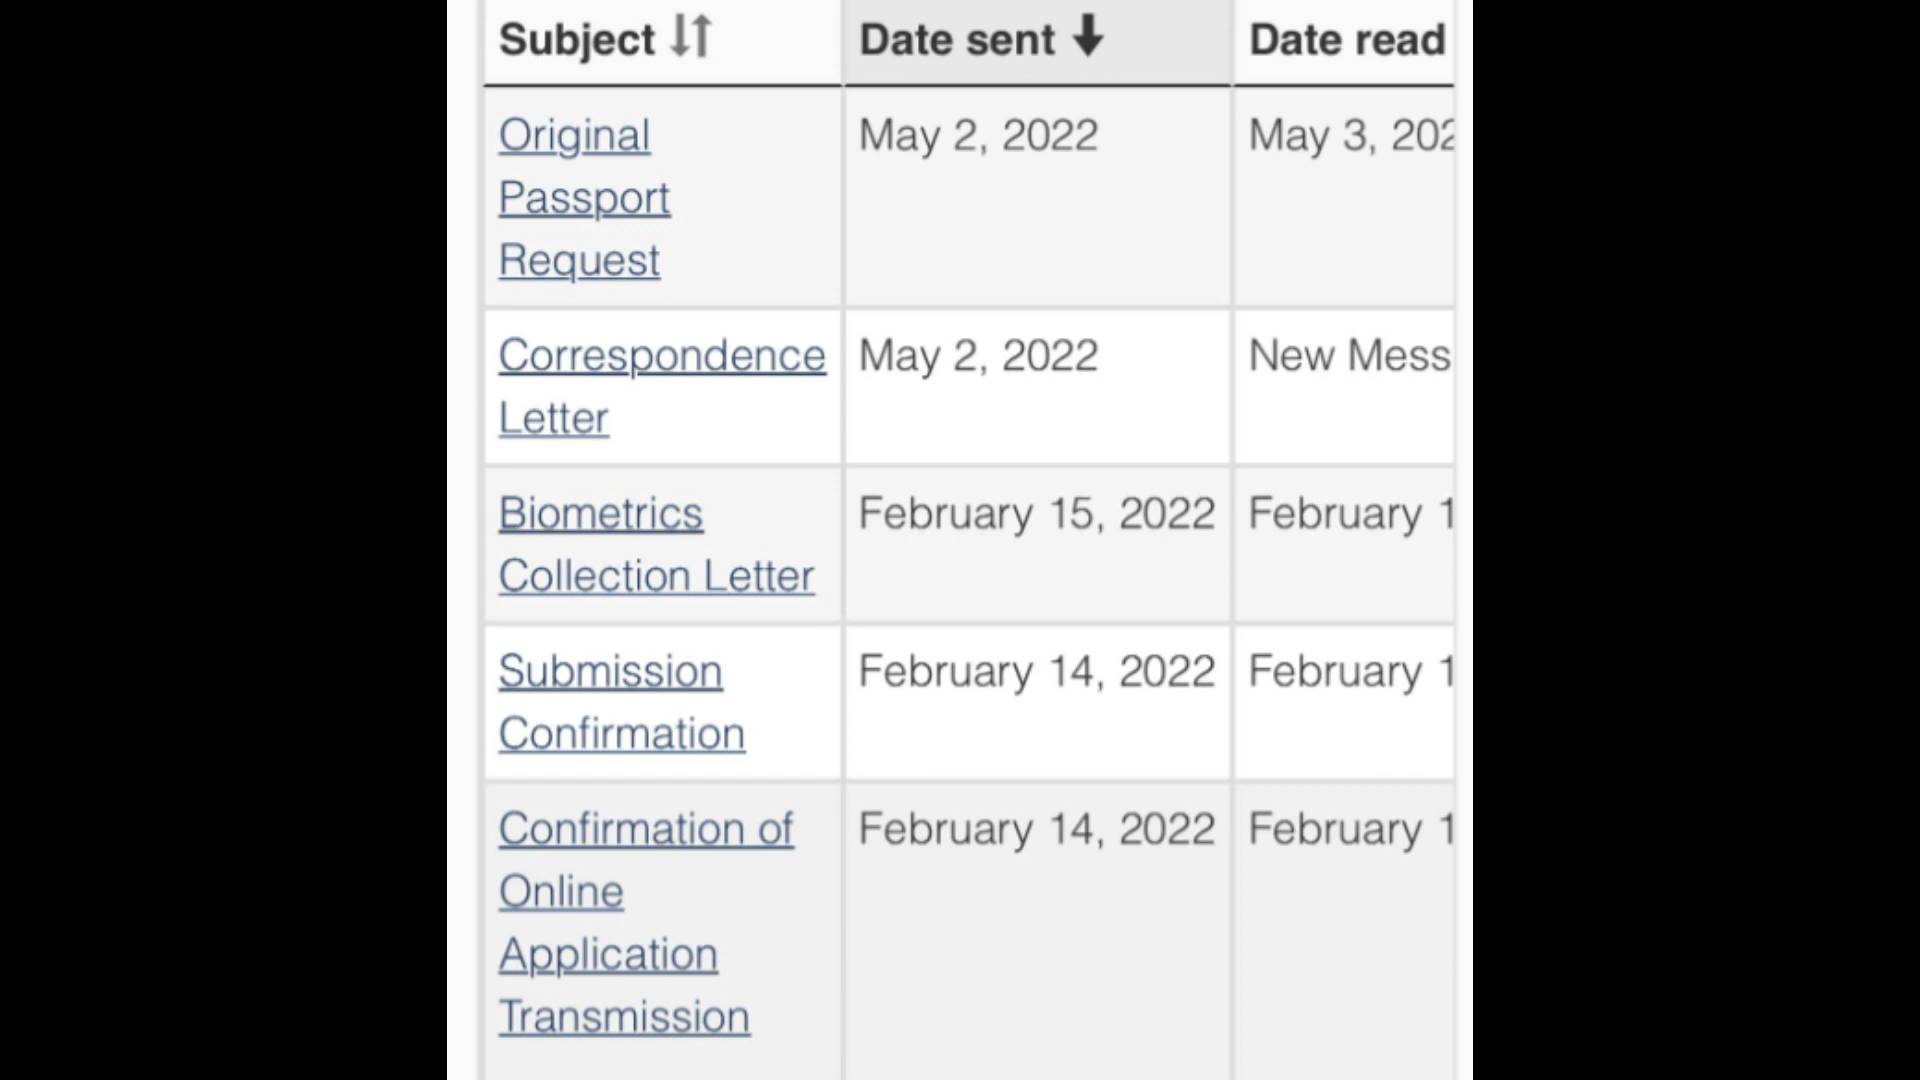 Subject Date sent Date read
Original May 2, 2022 May 3, 202
Passport
Request
Correspondence May 2, 2022 New Mess
Letter
Biometrics February 15, 2022 February 1
Collection Letter
Submission February 14, 2022 February 1
Confirmation
Confirmation of February 14, 2022 February 1
Online
Application
Transmission